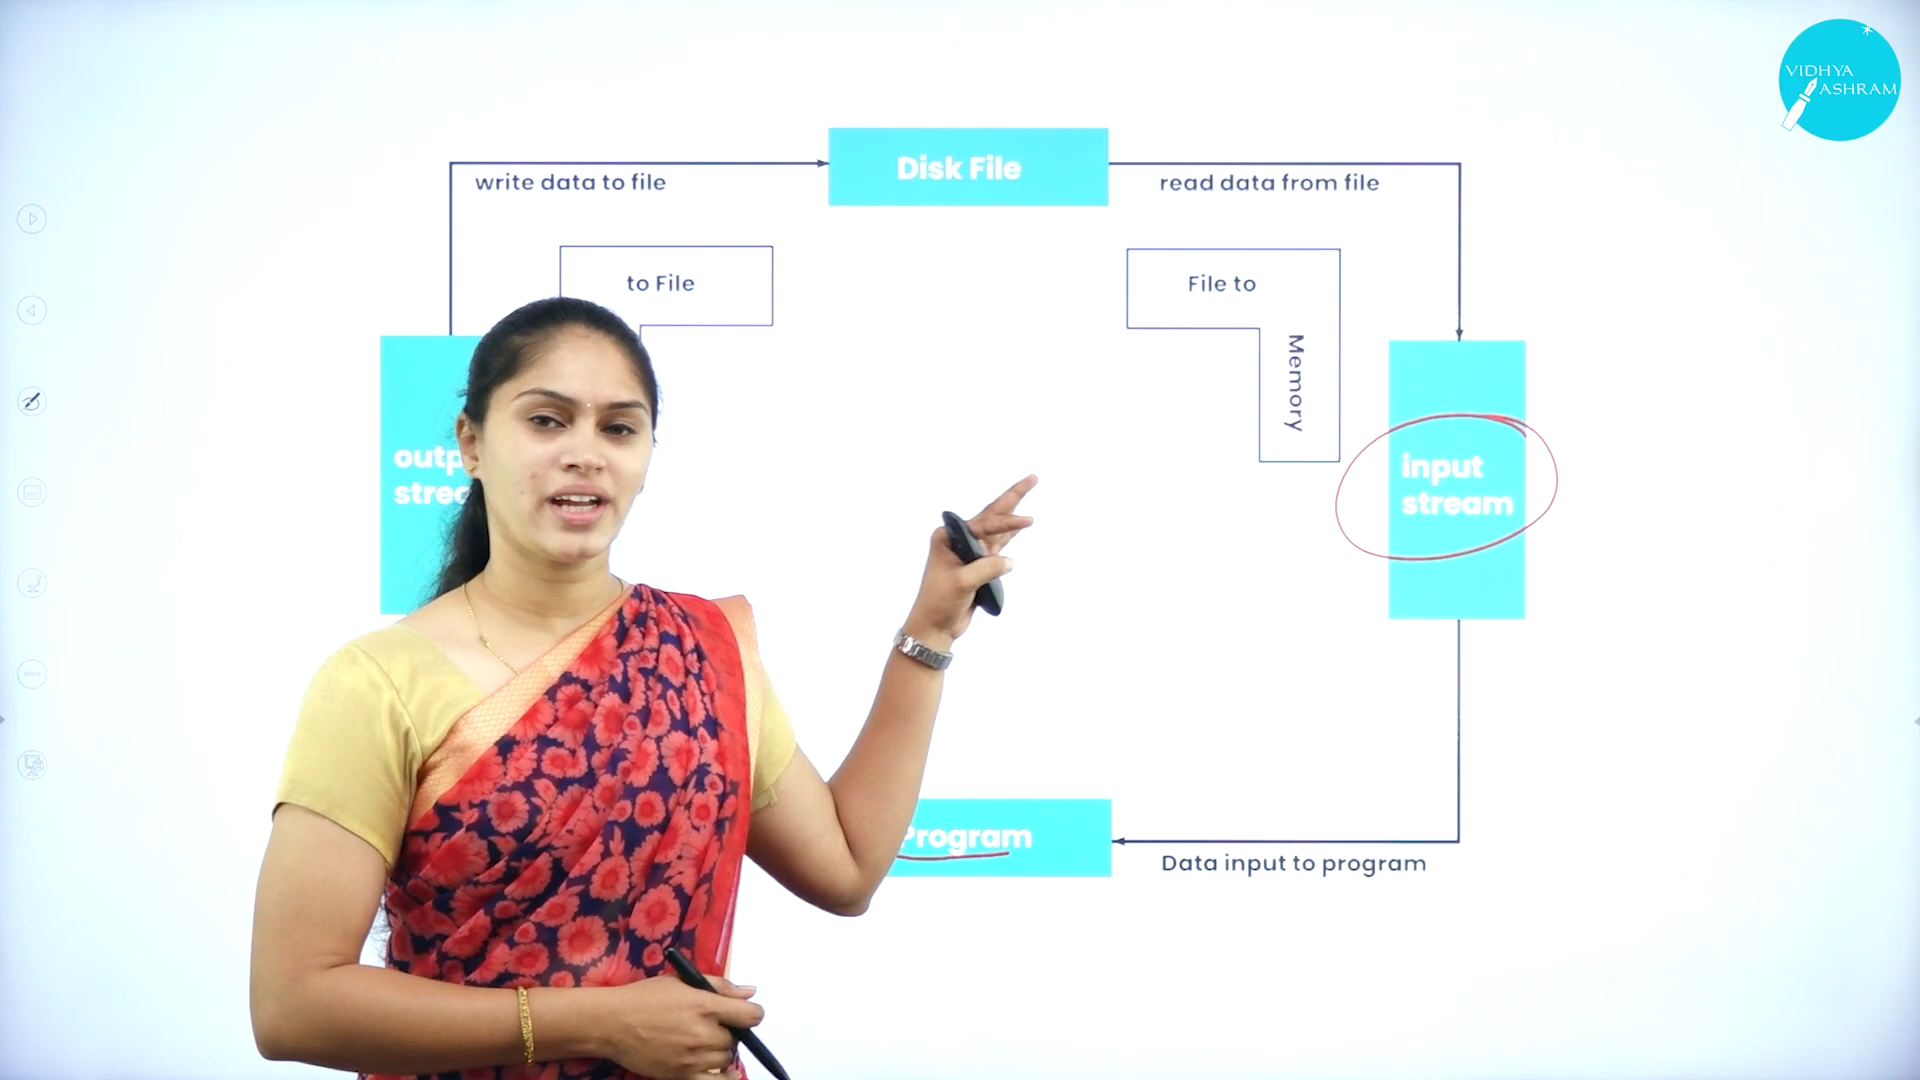 VIDHYA
ASHRAM
Disk File
write data to file
read data from file
to File
File to
Memory
input
stream
Program
Data input to program